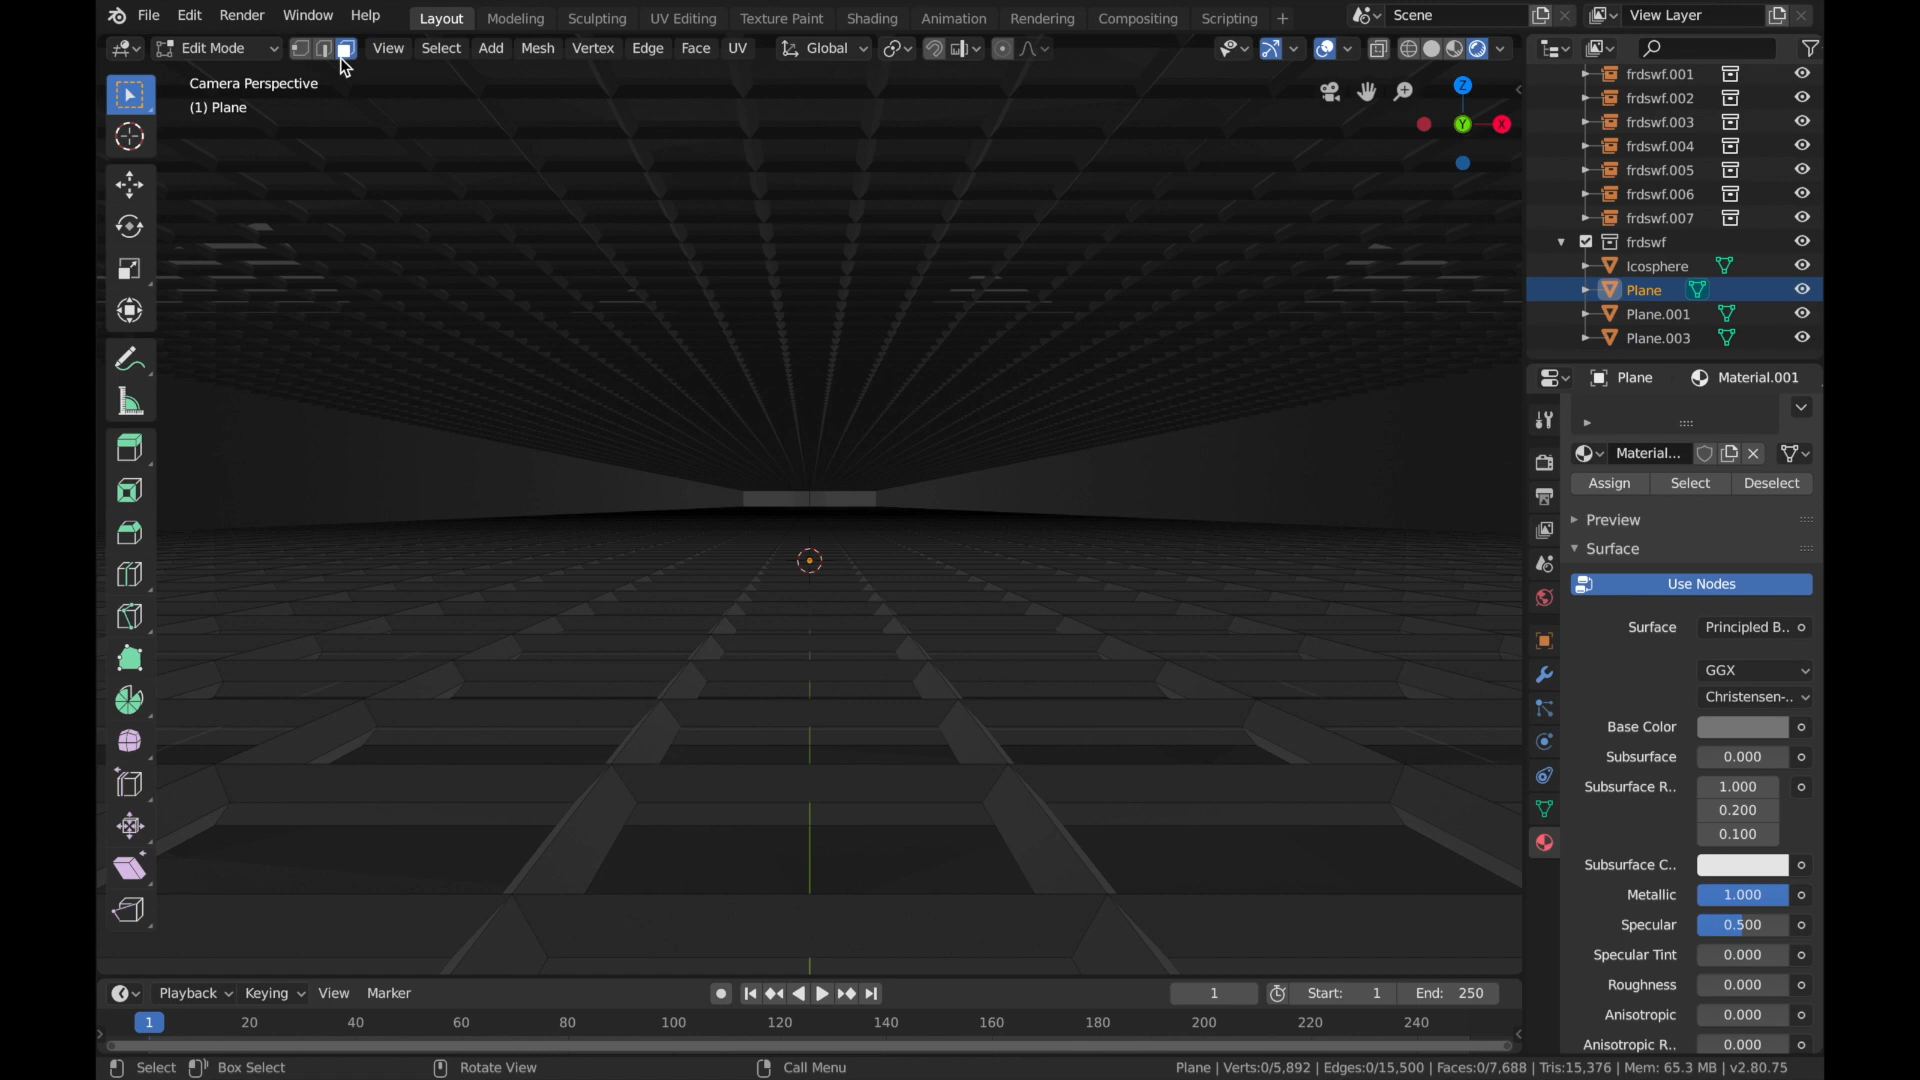 File Edit Render Window Help Layout Modeling Sculpting UV Editing Texture Paint Shading Animation Rendering Compositing Scripting + Scene View Layer
Edit Mode View Select Add Mesh Vertex Edge Face UV Global
Camera Perspective
(1) Plane
Z
Y
X
frdswf.001
frdswf.002
frdswf.003
frdswf.004
frdswf.005
frdswf.006
frdswf.007
frdswf
Icosphere
Plane
Plane.001
Plane.003
Plane Material.001
Material...
Assign Select Deselect
Preview
Surface
Use Nodes
Surface Principled B..
GGX
Christensen-..
Base Color
Subsurface 0.000
Subsurface R.. 1.000
0.200
0.100
Subsurface C..
Metallic 1.000
Specular 0.500
Specular Tint 0.000
Roughness 0.000
Anisotropic 0.000
Anisotropic R.. 0.000
Playback Keying View Marker 1 Start: 1 End: 250
1 20 40 60 80 100 120 140 160 180 200 220 240
Select Box Select Rotate View Call Menu Plane | Verts:0/5,892 | Edges:0/15,500 | Faces:0/7,688 | Tris:15,376 | Mem: 65.3 MB | v2.80.75